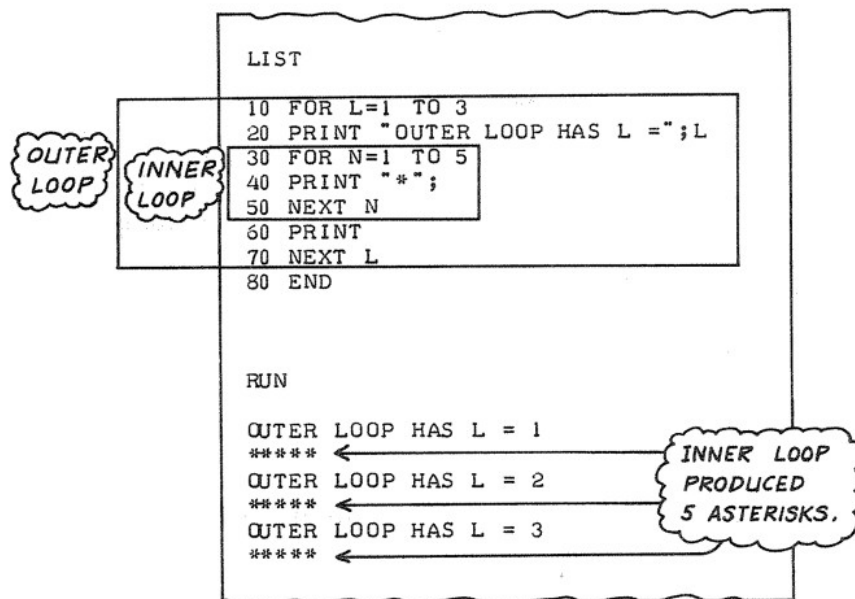 LIST
10 FOR L=1 TO 3
20 PRINT "OUTER LOOP HAS L =";L
30 FOR N=1 TO 5
40 PRINT "*";
50 NEXT N
60 PRINT
70 NEXT L
80 END
OUTER
LOOP
INNER
LOOP
RUN
OUTER LOOP HAS L = 1
*****
OUTER LOOP HAS L = 2
*****
OUTER LOOP HAS L = 3
*****
INNER LOOP
PRODUCED
5 ASTERISKS.